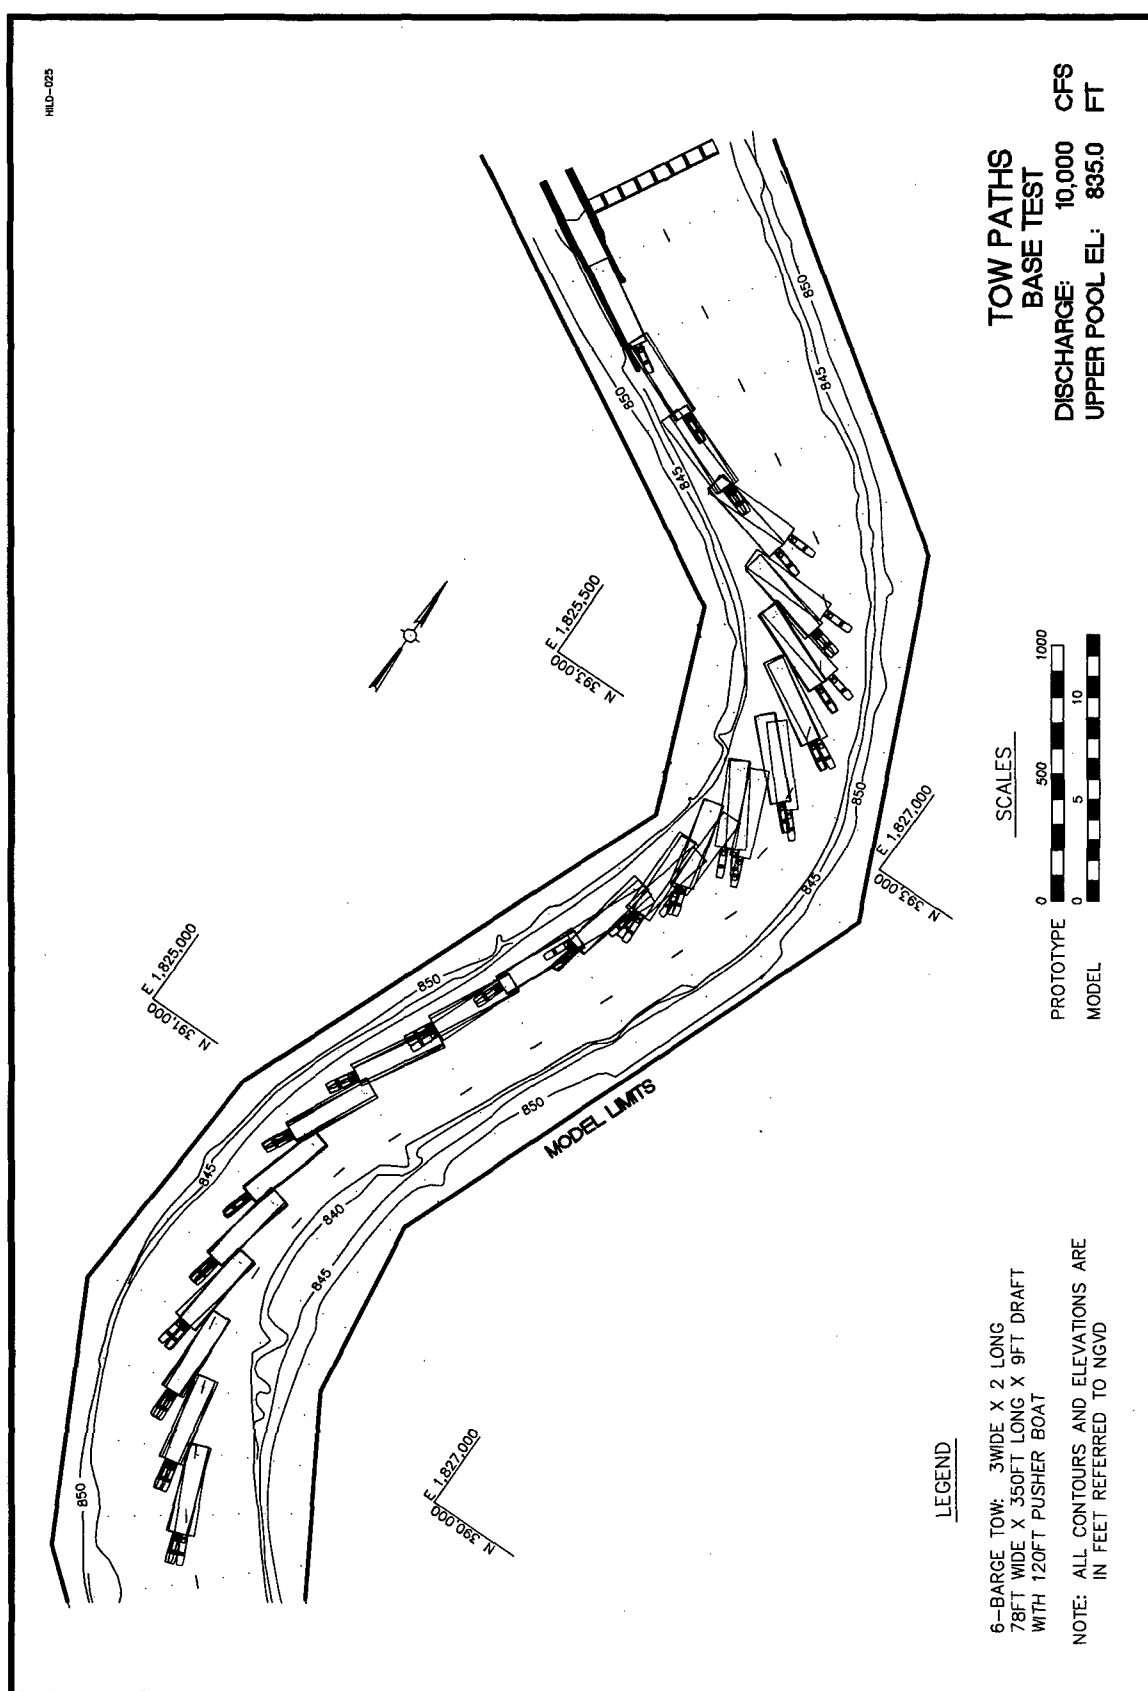 HILD-025
TOW PATHS
BASE TEST
DISCHARGE: 10,000 CFS
UPPER POOL EL: 835.0 FT
850
845
850
845
E 1,825,500
N 393,000
850
845
E 1,827,000
N 393,000
E 1,825,000
N 391,000
850
850
MODEL LIMITS
845
840
845
850
E 1,827,000
N 390,000
SCALES
PROTOTYPE 0 500 1000
MODEL 0 5 10
LEGEND
6-BARGE TOW: 3WIDE X 2 LONG
78FT WIDE X 350FT LONG X 9FT DRAFT
WITH 120FT PUSHER BOAT
NOTE: ALL CONTOURS AND ELEVATIONS ARE
IN FEET REFERRED TO NGVD